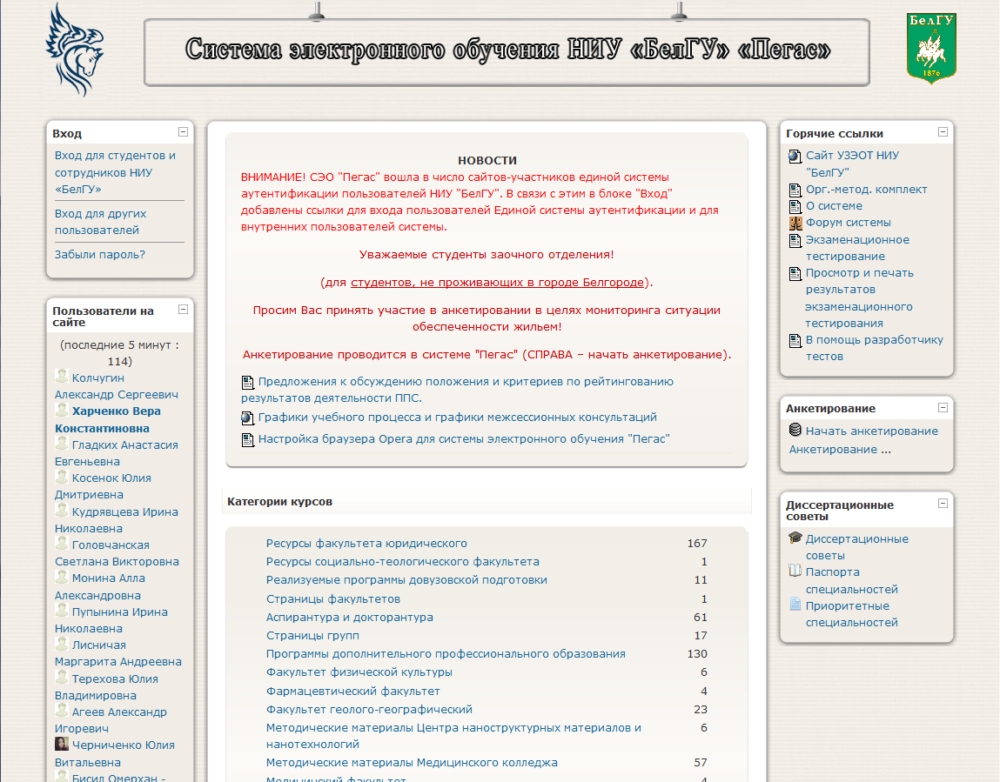 Система электронного обучения НИУ «БелГУ» «Пегас»
БелГУ
1876
Вход
Вход для студентов и
сотрудников НИУ
«БелГУ»
Вход для других
пользователей
Забыли пароль?
Пользователи на
сайте
(последние 5 минут :
114)
Колчугин
Александр Сергеевич
Харченко Вера
Константиновна
Гладких Анастасия
Евгеньевна
Косенок Юлия
Дмитриевна
Кудрявцева Ирина
Николаевна
Головчанская
Светлана Викторовна
Монина Алла
Александровна
Пупынина Ирина
Николаевна
Лисничая
Маргарита Андреевна
Терехова Юлия
Владимировна
Агеев Александр
Игоревич
Черниченко Юлия
Витальевна
Бисил Омерхан -
НОВОСТИ
ВНИМАНИЕ! СЭО "Пегас" вошла в число сайтов-участников единой системы
аутентификации пользователей НИУ "БелГУ". В связи с этим в блоке "Вход"
добавлены ссылки для входа пользователей Единой системы аутентификации и для
внутренних пользователей системы.
Уважаемые студенты заочного отделения!
(для студентов, не проживающих в городе Белгороде).
Просим Вас принять участие в анкетировании в целях мониторинга ситуации
обеспеченности жильем!
Анкетирование проводится в системе "Пегас" (СПРАВА – начать анкетирование).
Предложения к обсуждению положения и критериев по рейтингованию
результатов деятельности ППС.
Графики учебного процесса и графики межсессионных консультаций
Настройка браузера Opera для системы электронного обучения "Пегас"
Категории курсов
Ресурсы факультета юридического 167
Ресурсы социально-теологического факультета 1
Реализуемые программы довузовской подготовки 11
Страницы факультетов 1
Аспирантура и докторантура 61
Страницы групп 17
Программы дополнительного профессионального образования 130
Факультет физической культуры 6
Фармацевтический факультет 4
Факультет геолого-географический 23
Методические материалы Центра наноструктурных материалов и 6
нанотехнологий
Методические материалы Медицинского колледжа 57
Медицинский факультет 4
Горячие ссылки
Сайт УЗЭОТ НИУ
"БелГУ"
Орг.-метод. комплект
О системе
Форум системы
Экзаменационное
тестирование
Просмотр и печать
результатов
экзаменационного
тестирования
В помощь разработчику
тестов
Анкетирование
Начать анкетирование
Анкетирование ...
Диссертационные
советы
Диссертационные
советы
Паспорта
специальностей
Приоритетные
специальностей